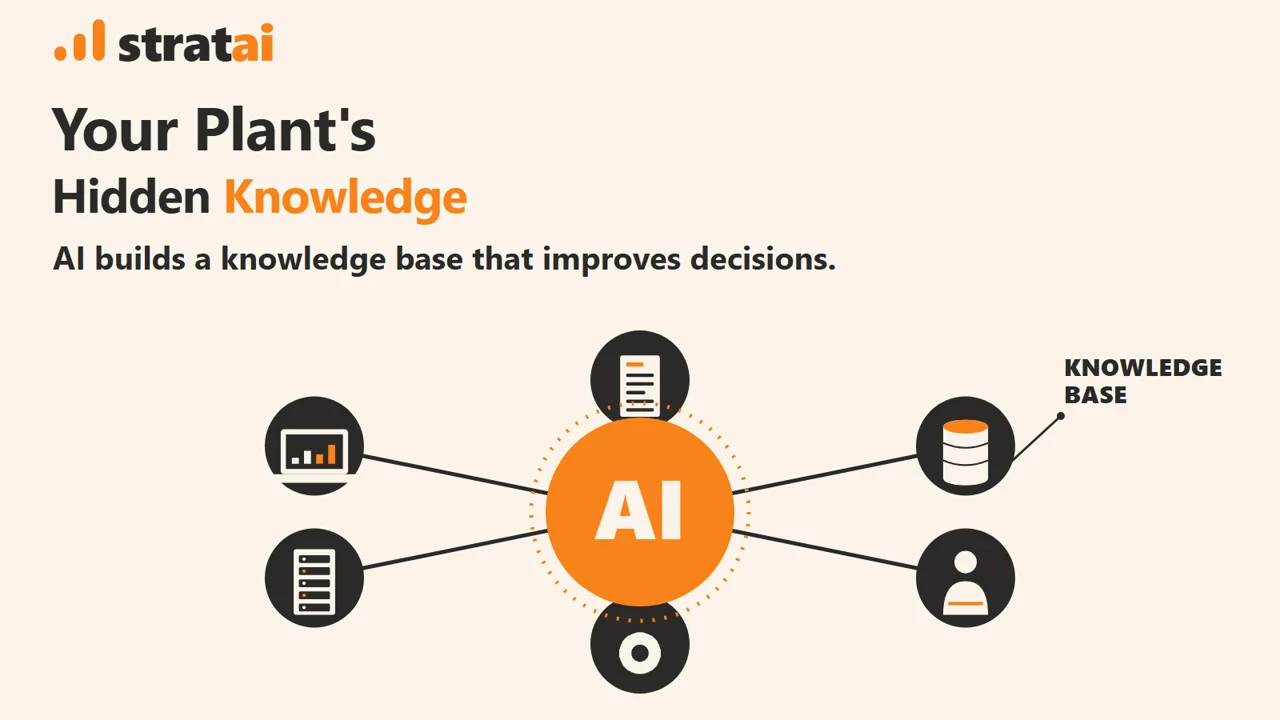 stratai
Your Plant's
Hidden Knowledge
AI builds a knowledge base that improves decisions.
KNOWLEDGE
BASE
AI